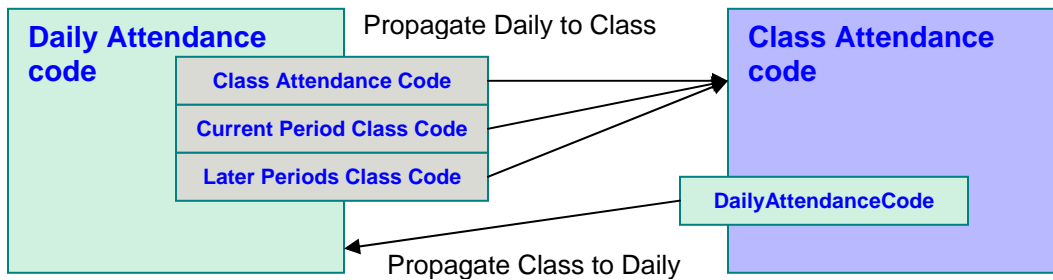 Daily Attendance
code
Propagate Daily to Class
Class Attendance
code
Class Attendance Code
Current Period Class Code
Later Periods Class Code
DailyAttendanceCode
Propagate Class to Daily